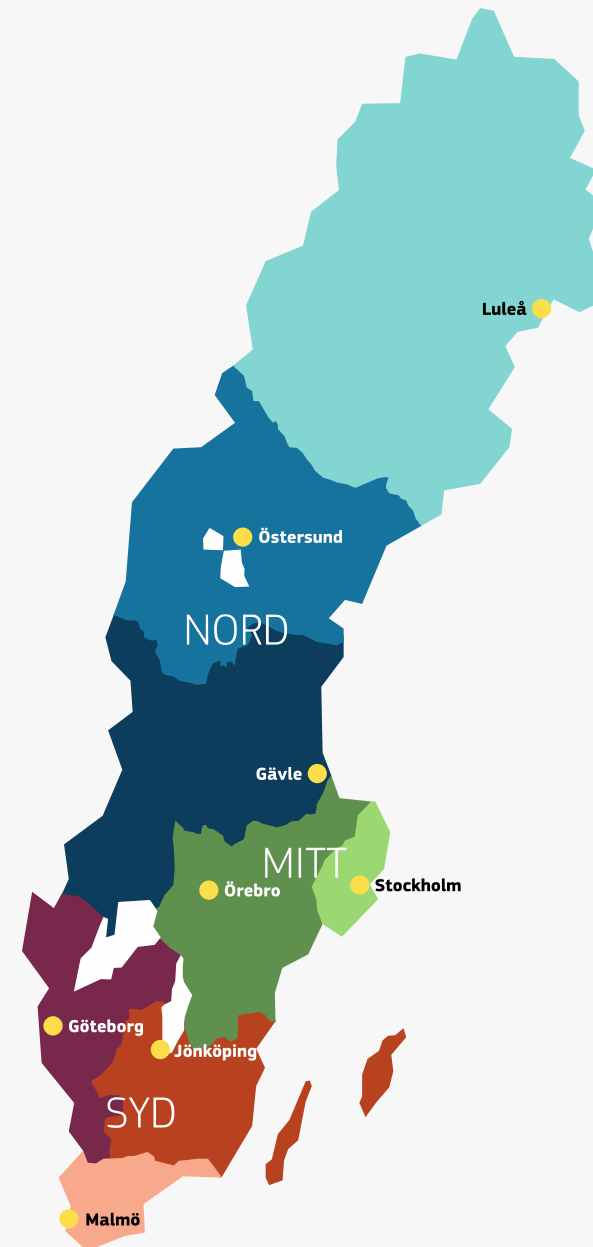 Luleå
Östersund
NORD
Gävle
MITT
Stockholm
Örebro
Göteborg
Jönköping
SYD
Malmö